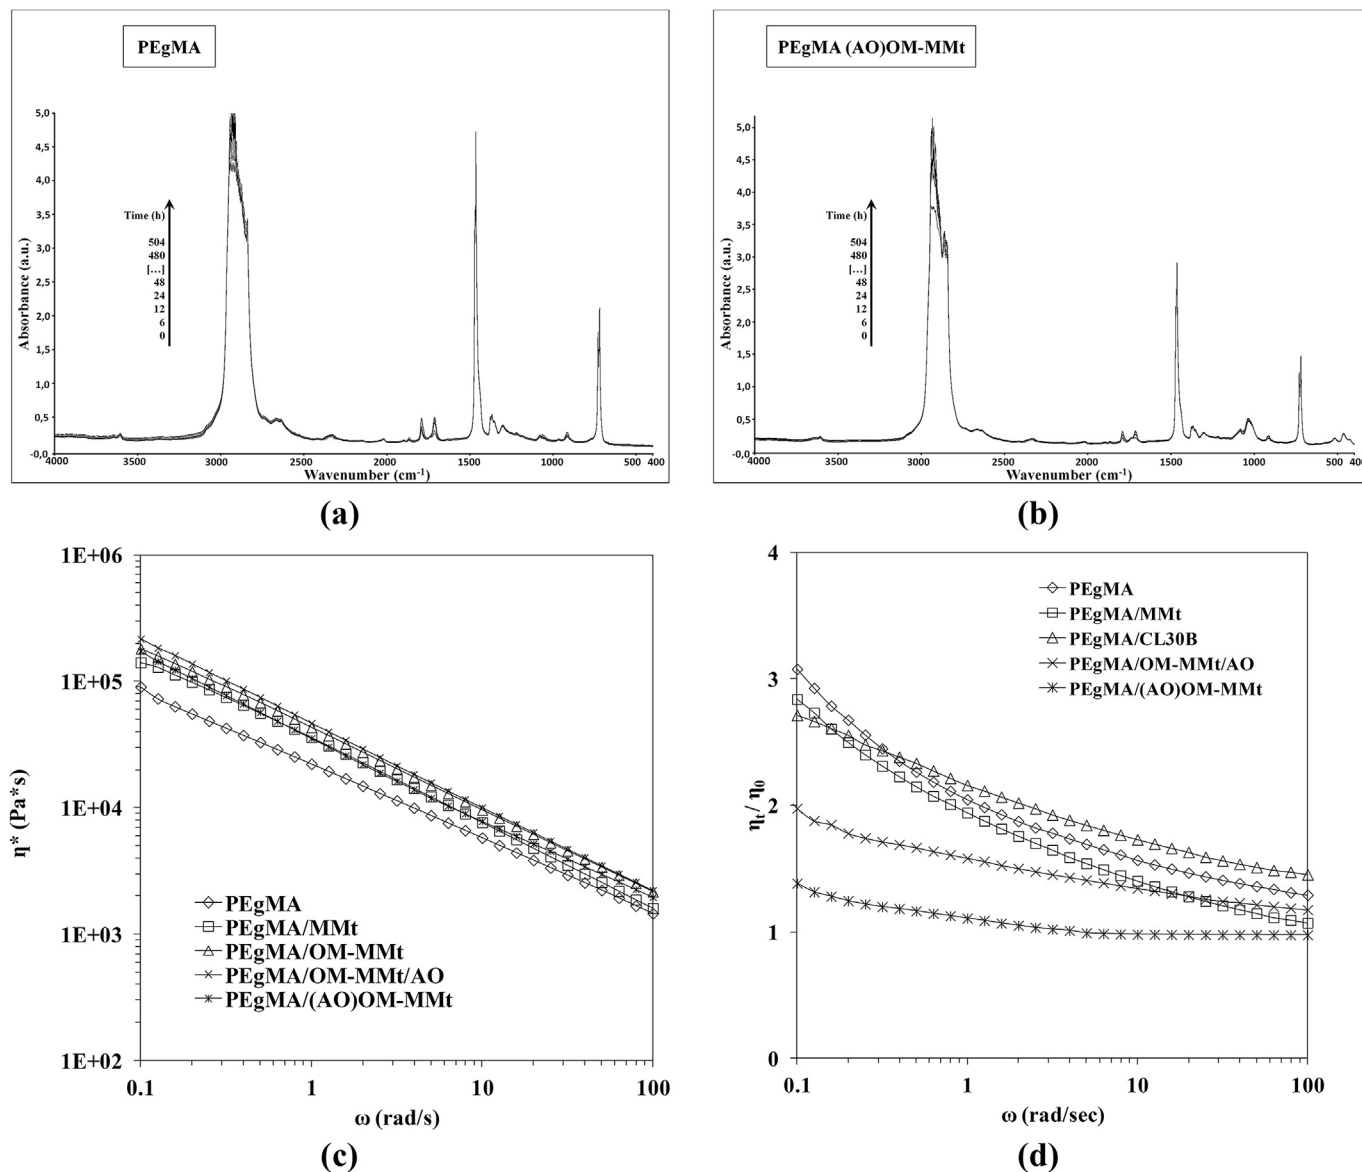 PEgMA
5,0
4,5
4,0
3,5
3,0
2,5
2,0
1,5
1,0
0,5
-0,0
Absorbance (a.u.)
Time (h)
504
480
[...]
48
24
12
6
0
4000 3000 2000 1500 1000 500 400
Wavenumber (cm-1)
(a)
PEgMA (AO)OM-MMt
5,0
4,5
4,0
3,5
3,0
2,5
2,0
1,5
1,0
0,5
-0,0
Absorbance (a.u.)
Time (h)
504
480
[...]
48
24
12
6
0
4000 3500 3000 2500 2000 1500 1000 500 400
Wavenumber (cm-1)
(b)
1E+06
1E+05
1E+04
1E+03
1E+02
η* (Pa*s)
PEgMA
PEgMA/MMt
PEgMA/OM-MMt
PEgMA/OM-MMt/AO
PEgMA/(AO)OM-MMt
0.1 1 10 100
ω (rad/s)
(c)
4
3
2
1
0
ηt/ η0
PEgMA
PEgMA/MMt
PEgMA/CL30B
PEgMA/OM-MMt/AO
PEgMA/(AO)OM-MMt
0.1 1 10 100
ω (rad/sec)
(d)